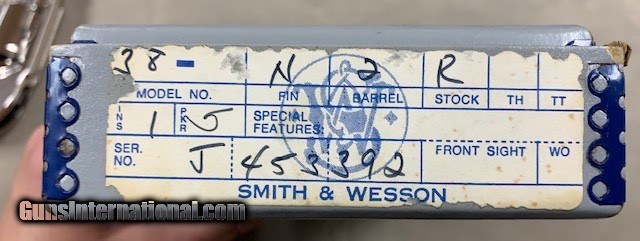 38- N 2 R
MODEL NO. FIN BARREL STOCK TH TT
INS 1 PKR 5 SPECIAL FEATURES:
SER. NO. J 453392 FRONT SIGHT WO
SMITH & WESSON
GunsInternational.com